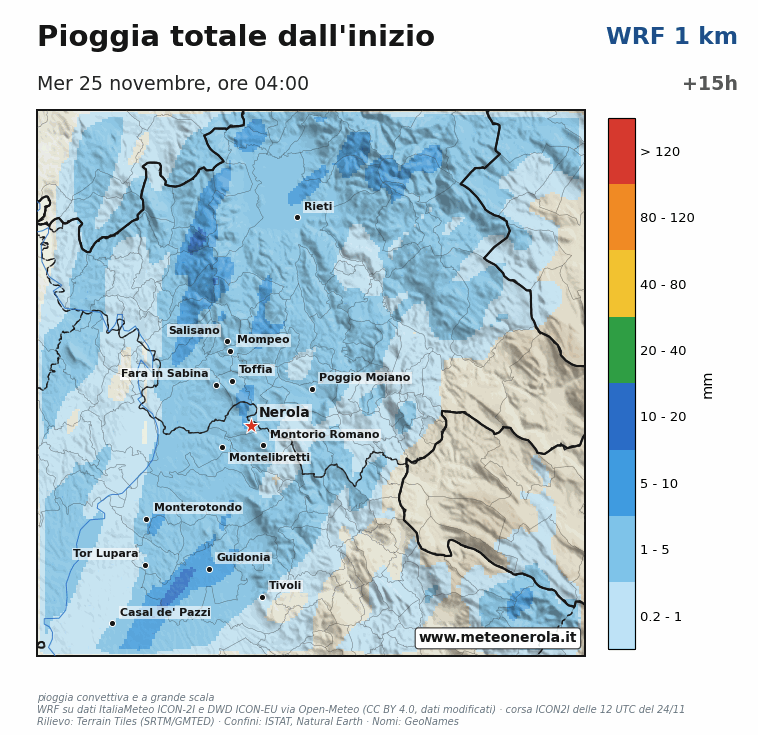 Pioggia totale dall'inizio
WRF 1 km
Mer 25 novembre, ore 04:00
+15h
Rieti
Salisano
Mompeo
Toffia
Fara in Sabina
Poggio Moiano
Nerola
Montorio Romano
Montelibretti
Monterotondo
Tor Lupara
Guidonia
Tivoli
Casal de' Pazzi
www.meteonerola.it
> 120
80 - 120
40 - 80
20 - 40
10 - 20
5 - 10
1 - 5
0.2 - 1
mm
pioggia convettiva e a grande scala
WRF su dati ItaliaMeteo ICON-2I e DWD ICON-EU via Open-Meteo (CC BY 4.0, dati modificati) · corsa ICON2I delle 12 UTC del 24/11
Rilievo: Terrain Tiles (SRTM/GMTED) · Confini: ISTAT, Natural Earth · Nomi: GeoNames